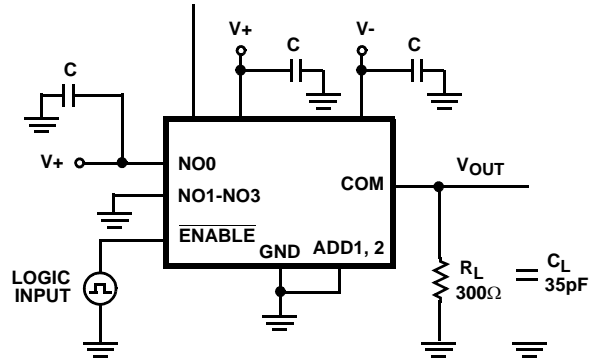 V+
V-
C
C
C
V+
NO0
NO1-NO3
ENABLE
COM
VOUT
GND
ADD1, 2
LOGIC
INPUT
RL
300Ω
CL
35pF